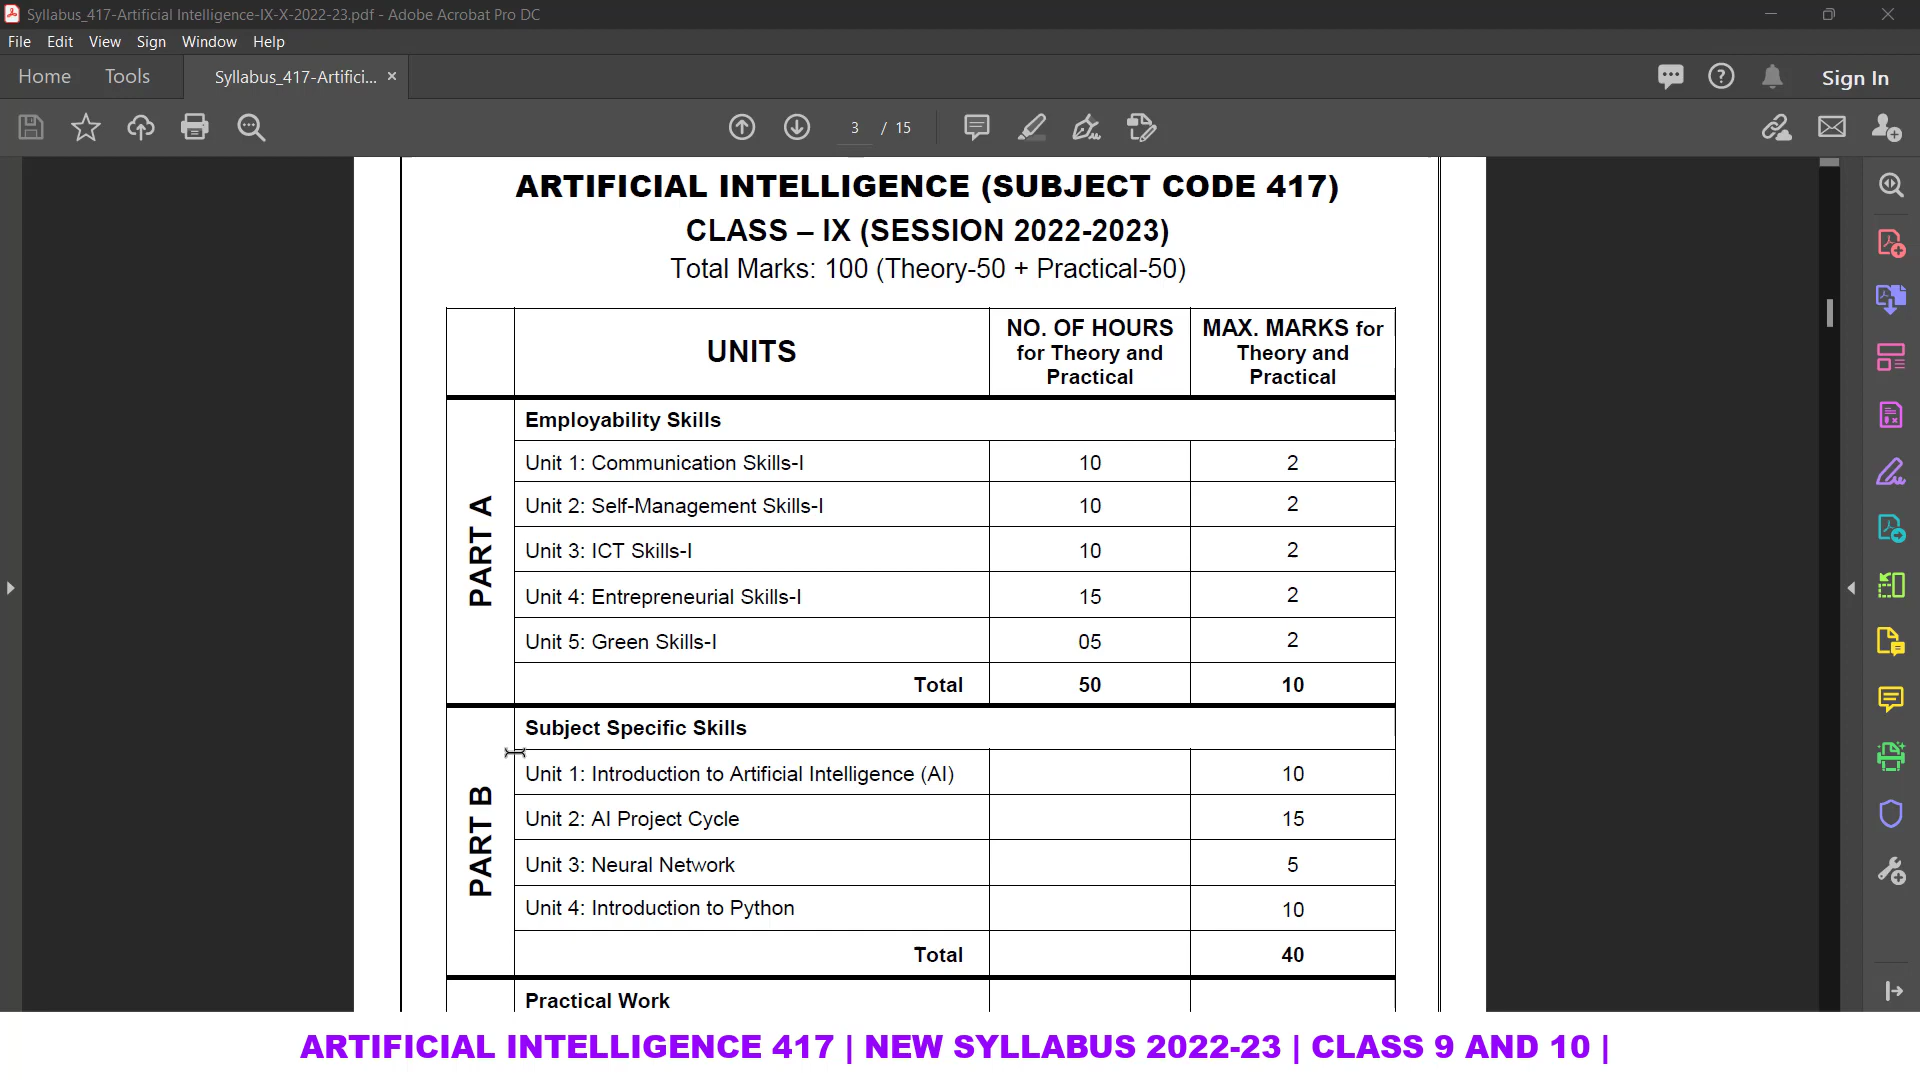 Syllabus_417-Artificial Intelligence-IX-X-2022-23.pdf - Adobe Acrobat Pro DC
File Edit View Sign Window Help
Home Tools Syllabus_417-Artifici... × Sign In
3 / 15
ARTIFICIAL INTELLIGENCE (SUBJECT CODE 417)
CLASS – IX (SESSION 2022-2023)
Total Marks: 100 (Theory-50 + Practical-50)
UNITS
NO. OF HOURS
for Theory and
Practical
MAX. MARKS for
Theory and
Practical
PART A
Employability Skills
Unit 1: Communication Skills-I 10 2
Unit 2: Self-Management Skills-I 10 2
Unit 3: ICT Skills-I 10 2
Unit 4: Entrepreneurial Skills-I 15 2
Unit 5: Green Skills-I 05 2
Total 50 10
PART B
Subject Specific Skills
Unit 1: Introduction to Artificial Intelligence (AI) 10
Unit 2: AI Project Cycle 15
Unit 3: Neural Network 5
Unit 4: Introduction to Python 10
Total 40
Practical Work
ARTIFICIAL INTELLIGENCE 417 | NEW SYLLABUS 2022-23 | CLASS 9 AND 10 |